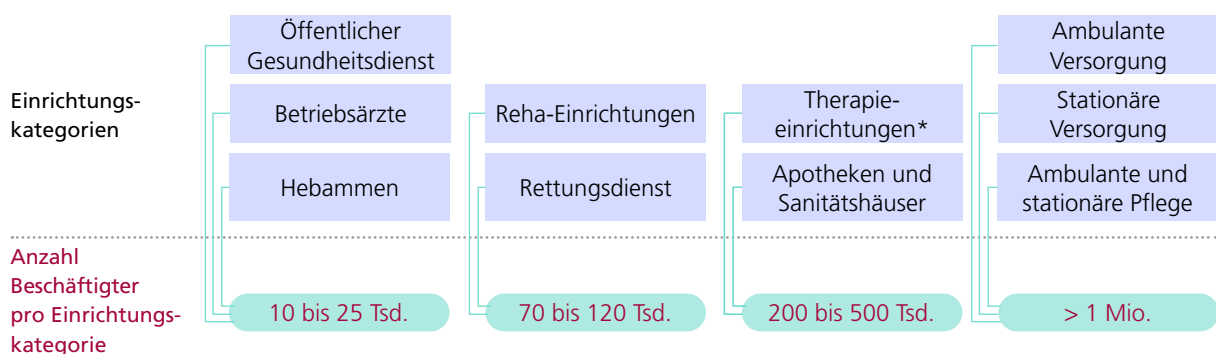 Einrichtungs-
kategorien
Öffentlicher
Gesundheitsdienst
Betriebsärzte
Hebammen
Reha-Einrichtungen
Rettungsdienst
Therapie-
einrichtungen*
Apotheken und
Sanitätshäuser
Ambulante
Versorgung
Stationäre
Versorgung
Ambulante und
stationäre Pflege
Anzahl
Beschäftigter
pro Einrichtungs-
kategorie
10 bis 25 Tsd.
70 bis 120 Tsd.
200 bis 500 Tsd.
> 1 Mio.